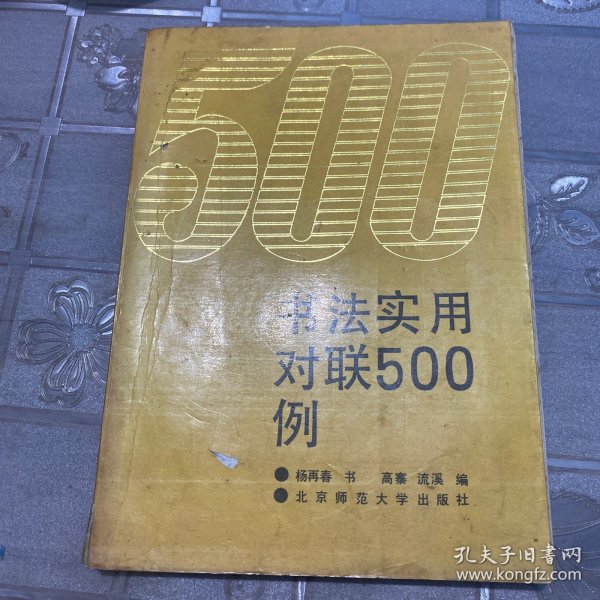 500
书法实用
对联500
例
●杨再春 书 高寨 流溪 编
●北京师范大学出版社
孔夫子旧书网
www.kongfz.com